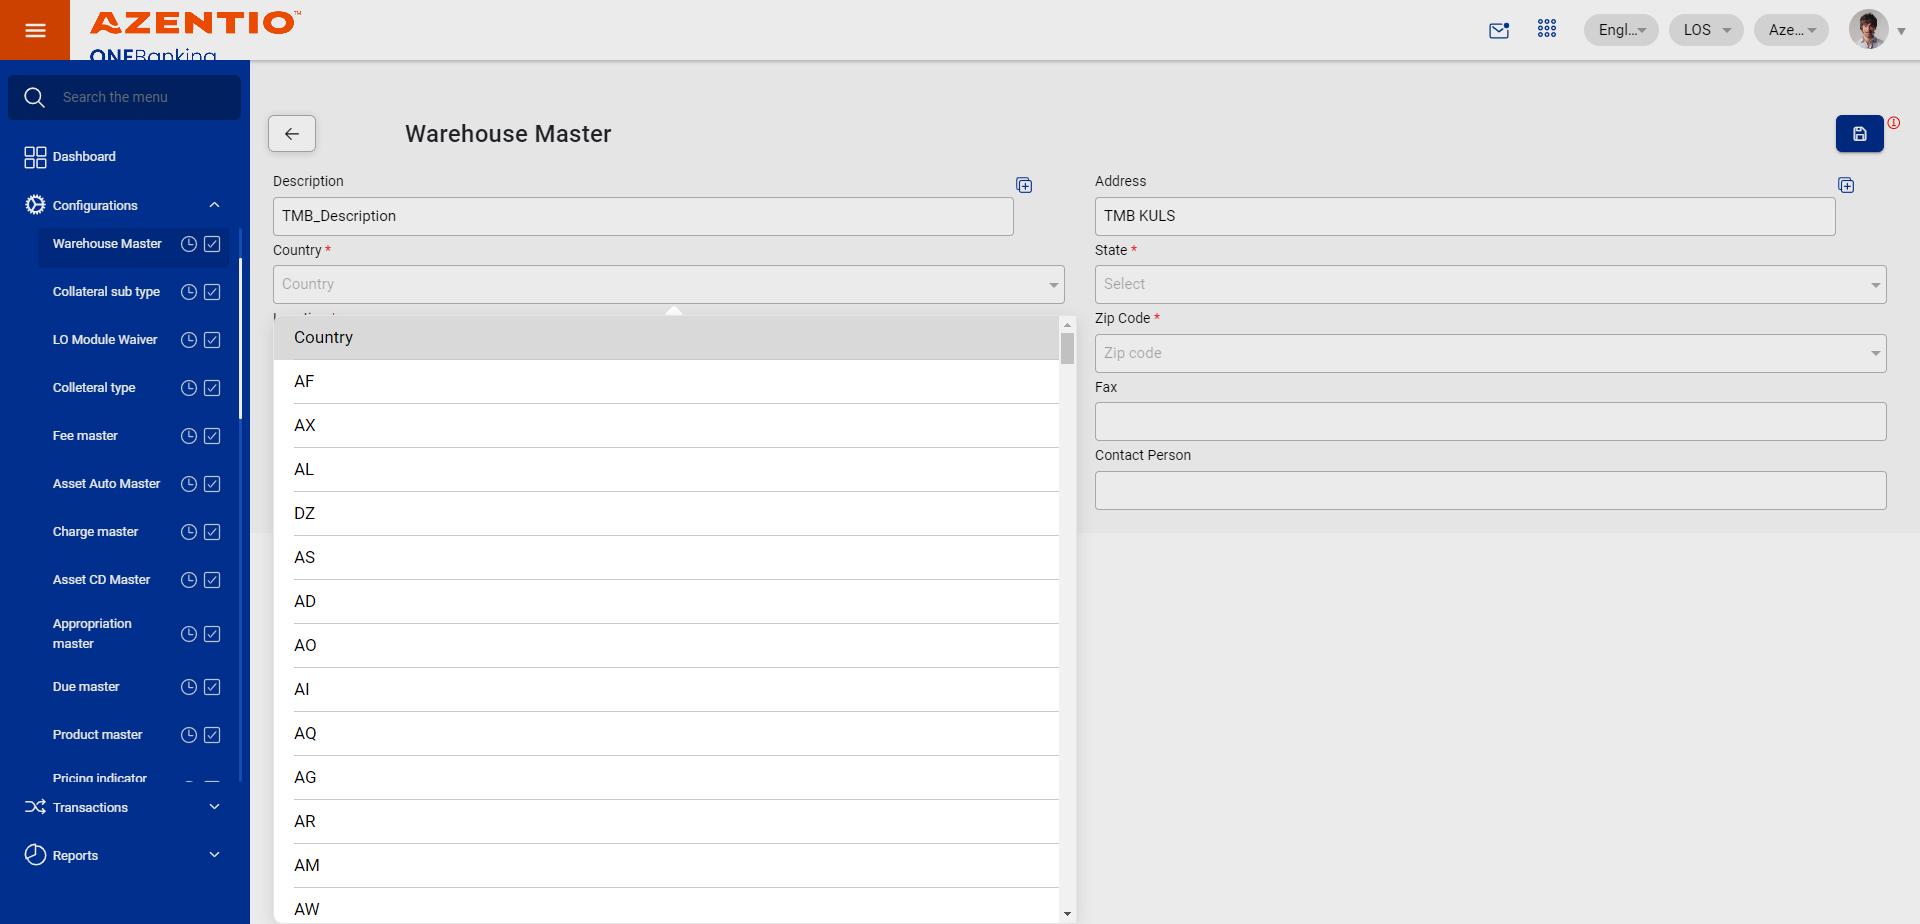 AZENTIO™
ONEBanking
Engl...
LOS
Aze...
Search the menu
Dashboard
Configurations
Warehouse Master
Collateral sub type
LO Module Waiver
Colleteral type
Fee master
Asset Auto Master
Charge master
Asset CD Master
Appropriation
master
Due master
Product master
Pricing indicator
Transactions
Reports
Warehouse Master
Description
TMB_Description
Address
TMB KULS
Country *
Country
State *
Select
Zip Code *
Zip code
Fax
Contact Person
Country
AF
AX
AL
DZ
AS
AD
AO
AI
AQ
AG
AR
AM
AW